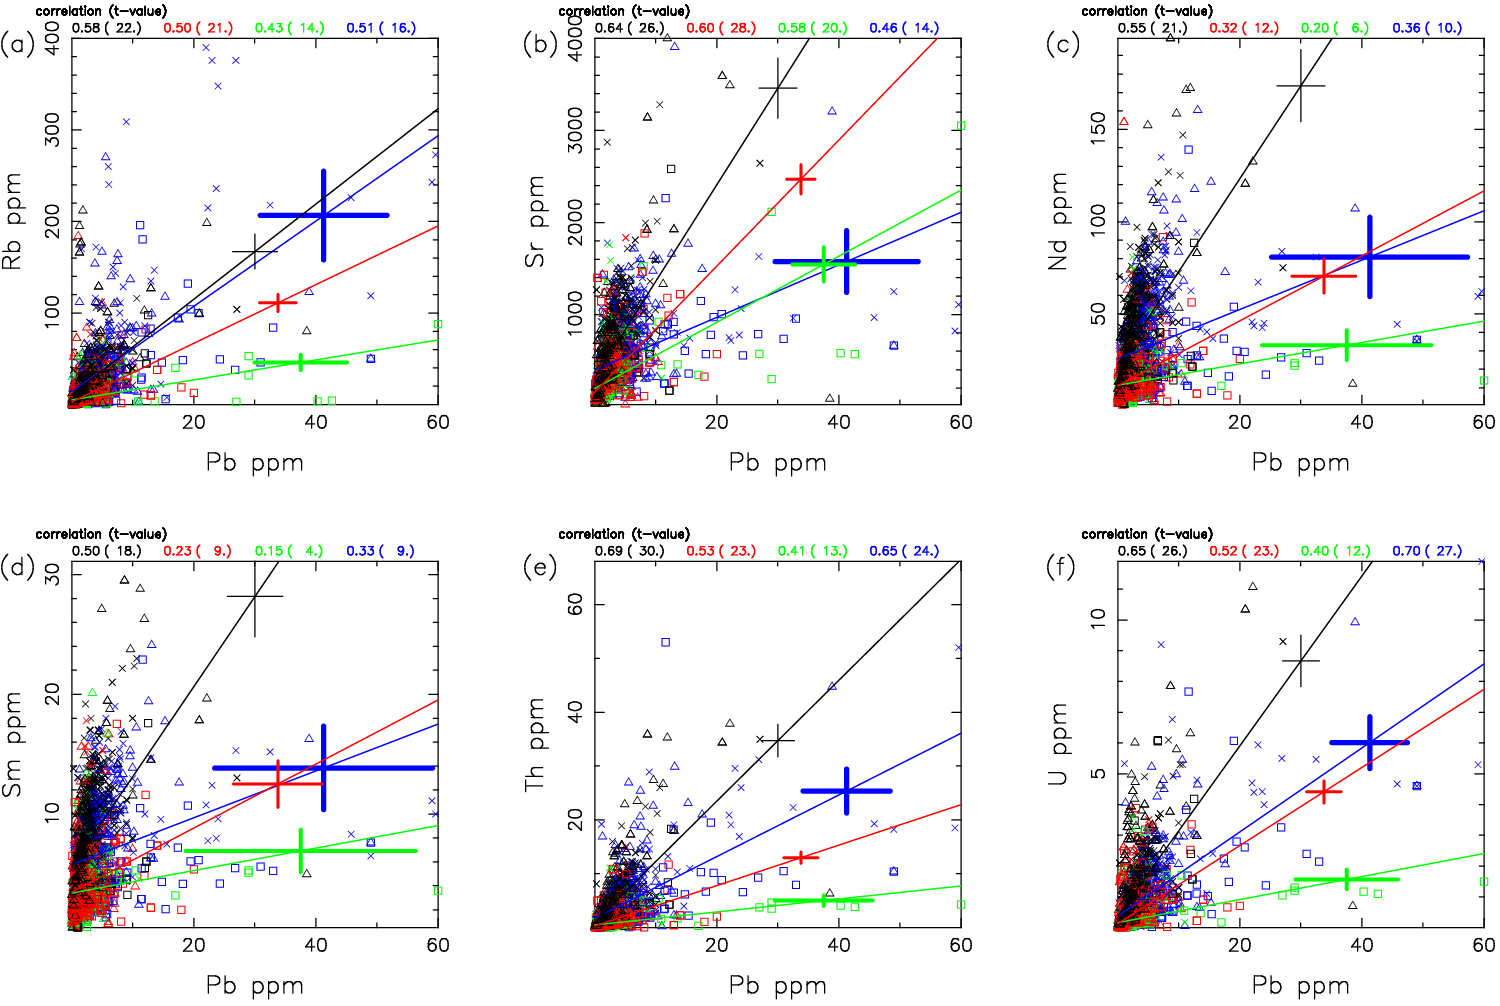 correlation (t-value)
0.58 ( 22.) 0.50 ( 21.) 0.43 ( 14.) 0.51 ( 16.)
(a)
400
300
200
100
Rb ppm
20 40 60
Pb ppm
correlation (t-value)
0.64 ( 26.) 0.60 ( 28.) 0.58 ( 20.) 0.46 ( 14.)
(b)
4000
3000
2000
1000
Sr ppm
20 40 60
Pb ppm
correlation (t-value)
0.55 ( 21.) 0.32 ( 12.) 0.20 ( 6.) 0.36 ( 10.)
(c)
150
100
50
Nd ppm
20 40 60
Pb ppm
correlation (t-value)
0.50 ( 18.) 0.23 ( 9.) 0.15 ( 4.) 0.33 ( 9.)
(d)
30
20
10
Sm ppm
20 40 60
Pb ppm
correlation (t-value)
0.69 ( 30.) 0.53 ( 23.) 0.41 ( 13.) 0.65 ( 24.)
(e)
60
40
20
Th ppm
20 40 60
Pb ppm
correlation (t-value)
0.65 ( 26.) 0.52 ( 23.) 0.40 ( 12.) 0.70 ( 27.)
(f)
10
5
U ppm
20 40 60
Pb ppm